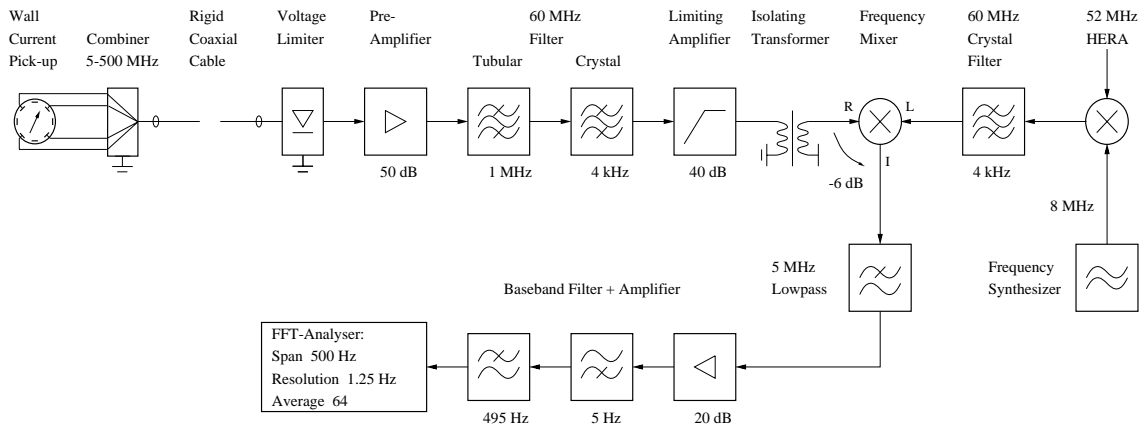 Wall
Current
Pick-up
Combiner
5-500 MHz
Rigid
Coaxial
Cable
Voltage
Limiter
Pre-
Amplifier
60 MHz
Filter
Tubular
Crystal
Limiting
Amplifier
Isolating
Transformer
Frequency
Mixer
60 MHz
Crystal
Filter
52 MHz
HERA
R
L
I
50 dB
1 MHz
4 kHz
40 dB
-6 dB
4 kHz
8 MHz
5 MHz
Lowpass
Frequency
Synthesizer
Baseband Filter + Amplifier
FFT-Analyser:
Span 500 Hz
Resolution 1.25 Hz
Average 64
495 Hz
5 Hz
20 dB